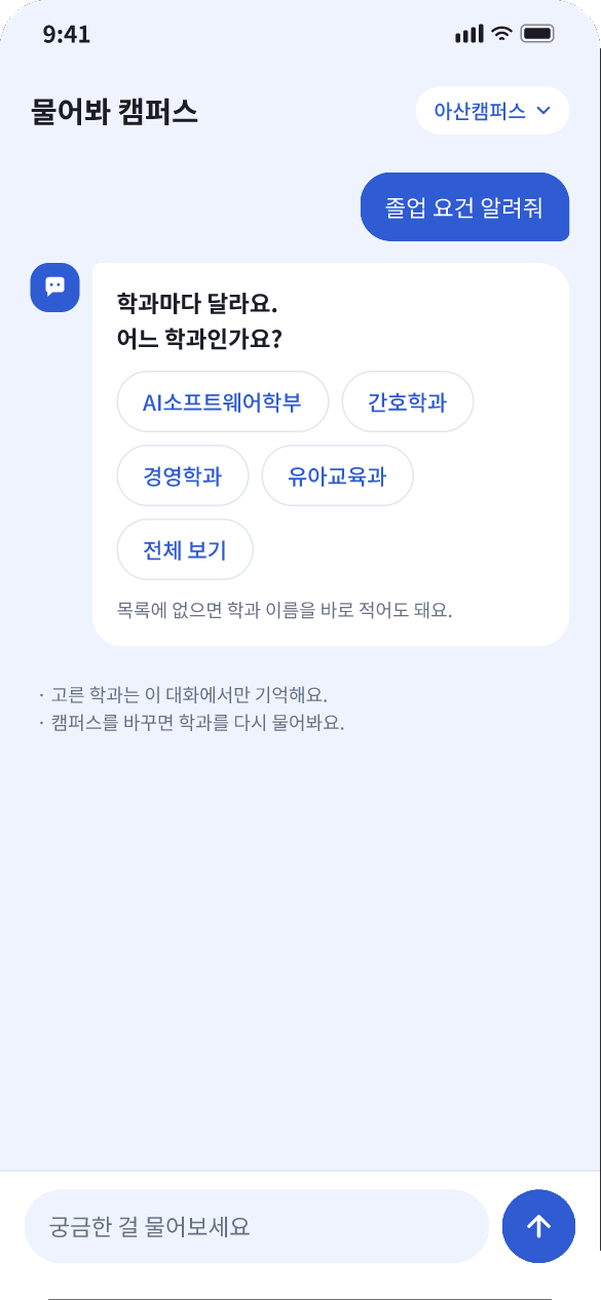 9:41
물어봐 캠퍼스
아산캠퍼스
졸업 요건 알려줘
학과마다 달라요.
어느 학과인가요?
AI소프트웨어학부
간호학과
경영학과
유아교육과
전체 보기
목록에 없으면 학과 이름을 바로 적어도 돼요.
· 고른 학과는 이 대화에서만 기억해요.
· 캠퍼스를 바꾸면 학과를 다시 물어봐요.
궁금한 걸 물어보세요